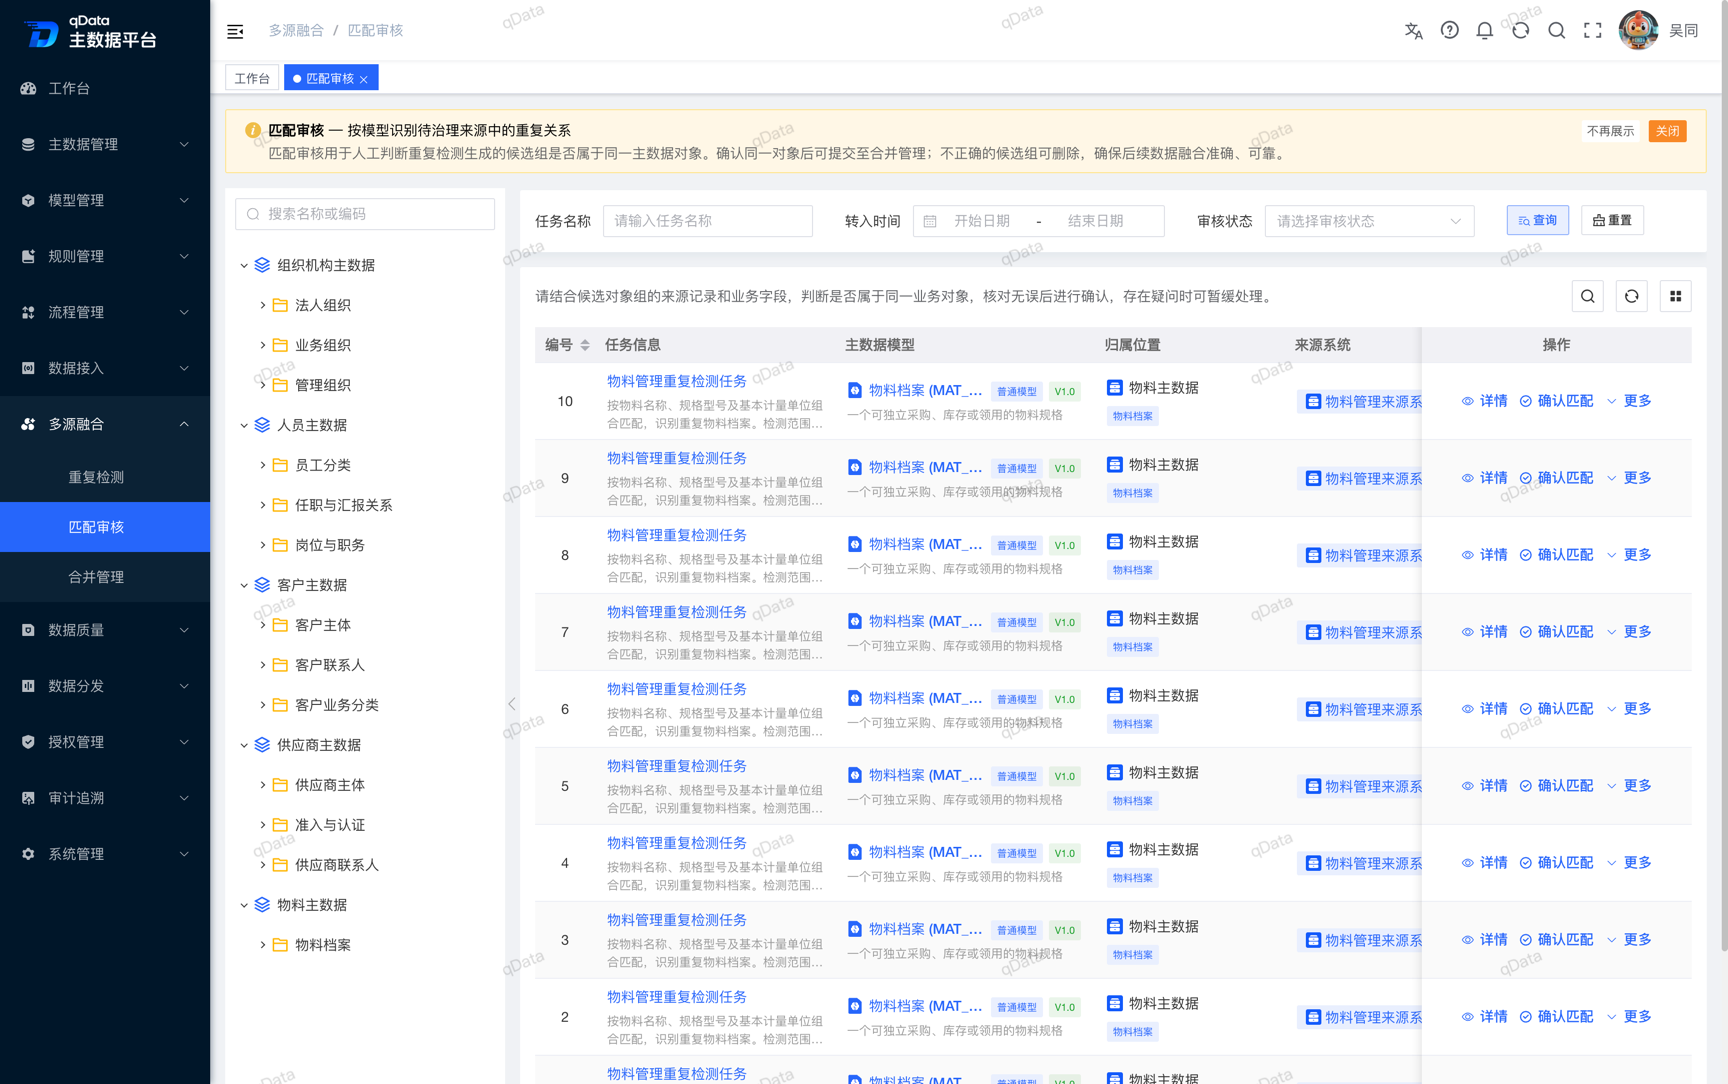 qData
主数据平台
多源融合 / 匹配审核
吴同
工作台
匹配审核
工作台
主数据管理
模型管理
规则管理
流程管理
数据接入
多源融合
重复检测
匹配审核
合并管理
数据质量
数据分发
授权管理
审计追溯
系统管理
匹配审核 — 按模型识别待治理来源中的重复关系
匹配审核用于人工判断重复检测生成的候选组是否属于同一主数据对象。确认同一对象后可提交至合并管理；不正确的候选组可删除，确保后续数据融合准确、可靠。
不再展示
关闭
搜索名称或编码
组织机构主数据
法人组织
业务组织
管理组织
人员主数据
员工分类
任职与汇报关系
岗位与职务
客户主数据
客户主体
客户联系人
客户业务分类
供应商主数据
供应商主体
准入与认证
供应商联系人
物料主数据
物料档案
任务名称 请输入任务名称 转入时间 开始日期 - 结束日期 审核状态 请选择审核状态 查询 重置
请结合候选对象组的来源记录和业务字段，判断是否属于同一业务对象，核对无误后进行确认，存在疑问时可暂缓处理。
编号 任务信息 主数据模型 归属位置 来源系统 操作
10 物料管理重复检测任务 物料档案 (MAT_... 普通模型 V1.0 物料主数据 物料管理来源系 详情 确认匹配 更多
按物料名称、规格型号及基本计量单位组 一个可独立采购、库存或领用的物料规格 物料档案
合匹配，识别重复物料档案。检测范围...
9 物料管理重复检测任务 物料档案 (MAT_... 普通模型 V1.0 物料主数据 物料管理来源系 详情 确认匹配 更多
按物料名称、规格型号及基本计量单位组 一个可独立采购、库存或领用的物料规格 物料档案
合匹配，识别重复物料档案。检测范围...
8 物料管理重复检测任务 物料档案 (MAT_... 普通模型 V1.0 物料主数据 物料管理来源系 详情 确认匹配 更多
按物料名称、规格型号及基本计量单位组 一个可独立采购、库存或领用的物料规格 物料档案
合匹配，识别重复物料档案。检测范围...
7 物料管理重复检测任务 物料档案 (MAT_... 普通模型 V1.0 物料主数据 物料管理来源系 详情 确认匹配 更多
按物料名称、规格型号及基本计量单位组 一个可独立采购、库存或领用的物料规格 物料档案
合匹配，识别重复物料档案。检测范围...
6 物料管理重复检测任务 物料档案 (MAT_... 普通模型 V1.0 物料主数据 物料管理来源系 详情 确认匹配 更多
按物料名称、规格型号及基本计量单位组 一个可独立采购、库存或领用的物料规格 物料档案
合匹配，识别重复物料档案。检测范围...
5 物料管理重复检测任务 物料档案 (MAT_... 普通模型 V1.0 物料主数据 物料管理来源系 详情 确认匹配 更多
按物料名称、规格型号及基本计量单位组 一个可独立采购、库存或领用的物料规格 物料档案
合匹配，识别重复物料档案。检测范围...
4 物料管理重复检测任务 物料档案 (MAT_... 普通模型 V1.0 物料主数据 物料管理来源系 详情 确认匹配 更多
按物料名称、规格型号及基本计量单位组 一个可独立采购、库存或领用的物料规格 物料档案
合匹配，识别重复物料档案。检测范围...
3 物料管理重复检测任务 物料档案 (MAT_... 普通模型 V1.0 物料主数据 物料管理来源系 详情 确认匹配 更多
按物料名称、规格型号及基本计量单位组 一个可独立采购、库存或领用的物料规格 物料档案
合匹配，识别重复物料档案。检测范围...
2 物料管理重复检测任务 物料档案 (MAT_... 普通模型 V1.0 物料主数据 物料管理来源系 详情 确认匹配 更多
按物料名称、规格型号及基本计量单位组 一个可独立采购、库存或领用的物料规格 物料档案
合匹配，识别重复物料档案。检测范围...
物料管理重复检测任务 物料档案 (MAT_... 普通模型 V1.0 物料主数据